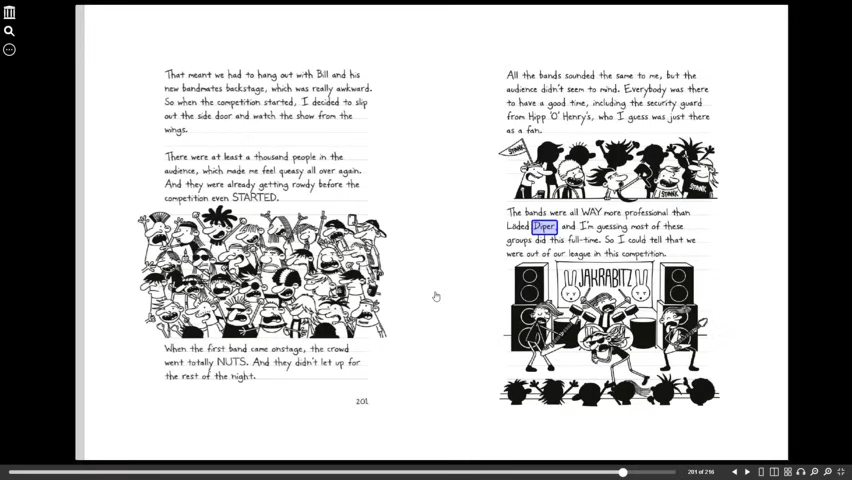 That meant we had to hang out with Bill and his
new bandmates backstage, which was really awkward.
So when the competition started, I decided to slip
out the side door and watch the show from the
wings.
There were at least a thousand people in the
audience, which made me feel queasy all over again.
And they were already getting rowdy before the
competition even STARTED.
When the first band came onstage, the crowd
went totally NUTS. And they didn't let up for
the rest of the night.
201
All the bands sounded the same to me, but the
audience didn't seem to mind. Everybody was there
to have a good time, including the security guard
from Hipp 'O' Henry's, who I guess was just there
as a fan.
STANK
STANK
STANK
The bands were all WAY more professional than
Löded Diper, and I'm guessing most of these
groups did this full-time. So I could tell that we
were out of our league in this competition.
JAKRABITZ
201 of 216